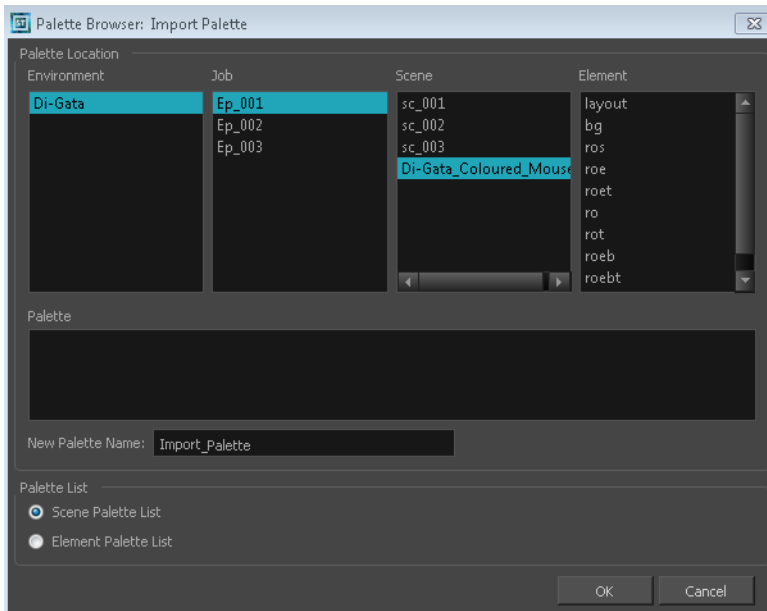 Palette Browser: Import Palette
Palette Location
Environment
Job
Scene
Element
Di-Gata
Ep_001
Ep_002
Ep_003
sc_001
sc_002
sc_003
Di-Gata_Coloured_Mouse
layout
bg
ros
roe
roet
ro
rot
roeb
roebt
Palette
New Palette Name: Import_Palette
Palette List
Scene Palette List
Element Palette List
OK
Cancel